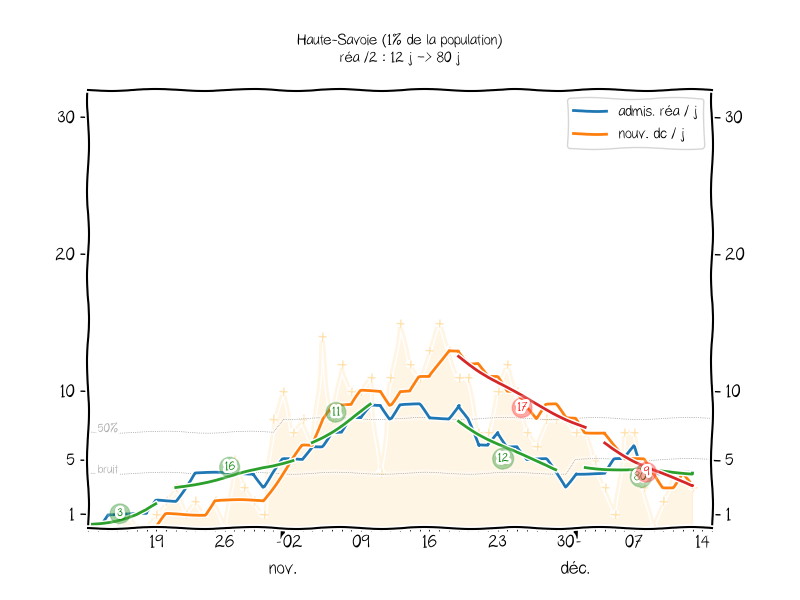 Haute-Savoie (1% de la population)
réa /2 : 12 j -> 80 j
admis. réa / j
nouv. dc / j
30 30
20 20
10 10
5 5
1 1
50%
bruit
3
16
11
12
17
80
9
19 26 02 09 16 23 30 07 14
nov. déc.